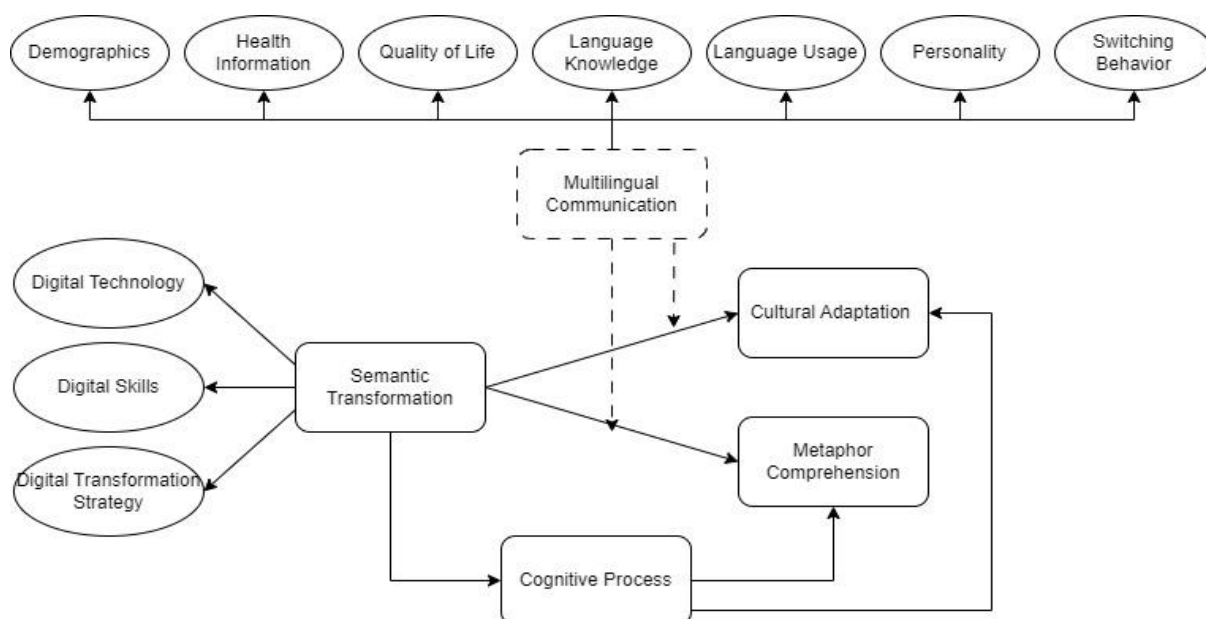 Demographics
Health
Information
Quality of Life
Language
Knowledge
Language Usage
Personality
Switching
Behavior
Multilingual
Communication
Digital Technology
Cultural Adaptation
Digital Skills
Semantic
Transformation
Digital Transformation
Strategy
Metaphor
Comprehension
Cognitive Process